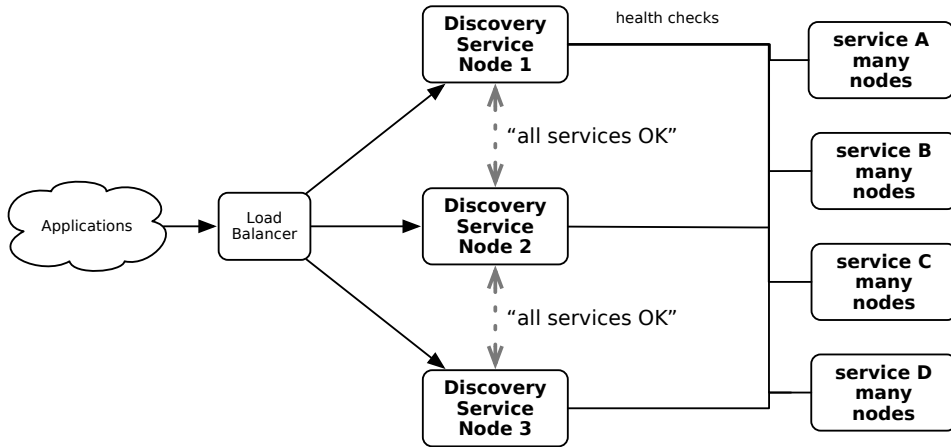 Discovery
Service
Node 1
health checks
service A
many
nodes
“all services OK”
service B
many
nodes
Applications
Load
Balancer
Discovery
Service
Node 2
service C
many
nodes
“all services OK”
service D
many
nodes
Discovery
Service
Node 3